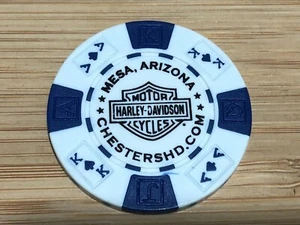 MESA, ARIZONA
MOTOR
HARLEY-DAVIDSON
CYCLES
CHESTERSHD.COM
A A
K K
J